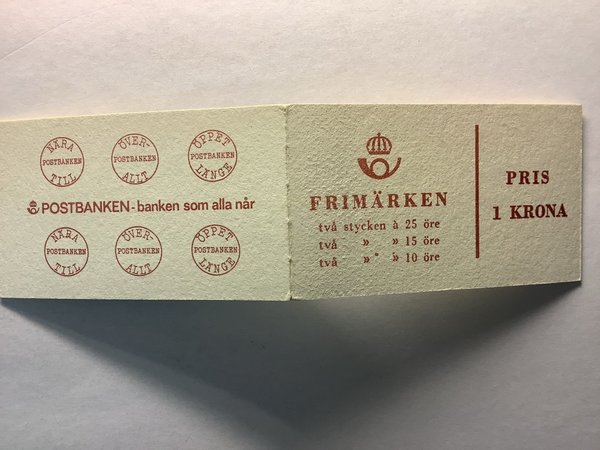 NÄRA
POSTBANKEN
TILL
ÖVER-
POSTBANKEN
ALLT
ÖPPET
POSTBANKEN
LÄNGE
POSTBANKEN - banken som alla når
NÄRA
POSTBANKEN
TILL
ÖVER-
POSTBANKEN
ALLT
ÖPPET
POSTBANKEN
LÄNGE
FRIMÄRKEN
två stycken à 25 öre
två » » 15 öre
två » » 10 öre
PRIS
1 KRONA